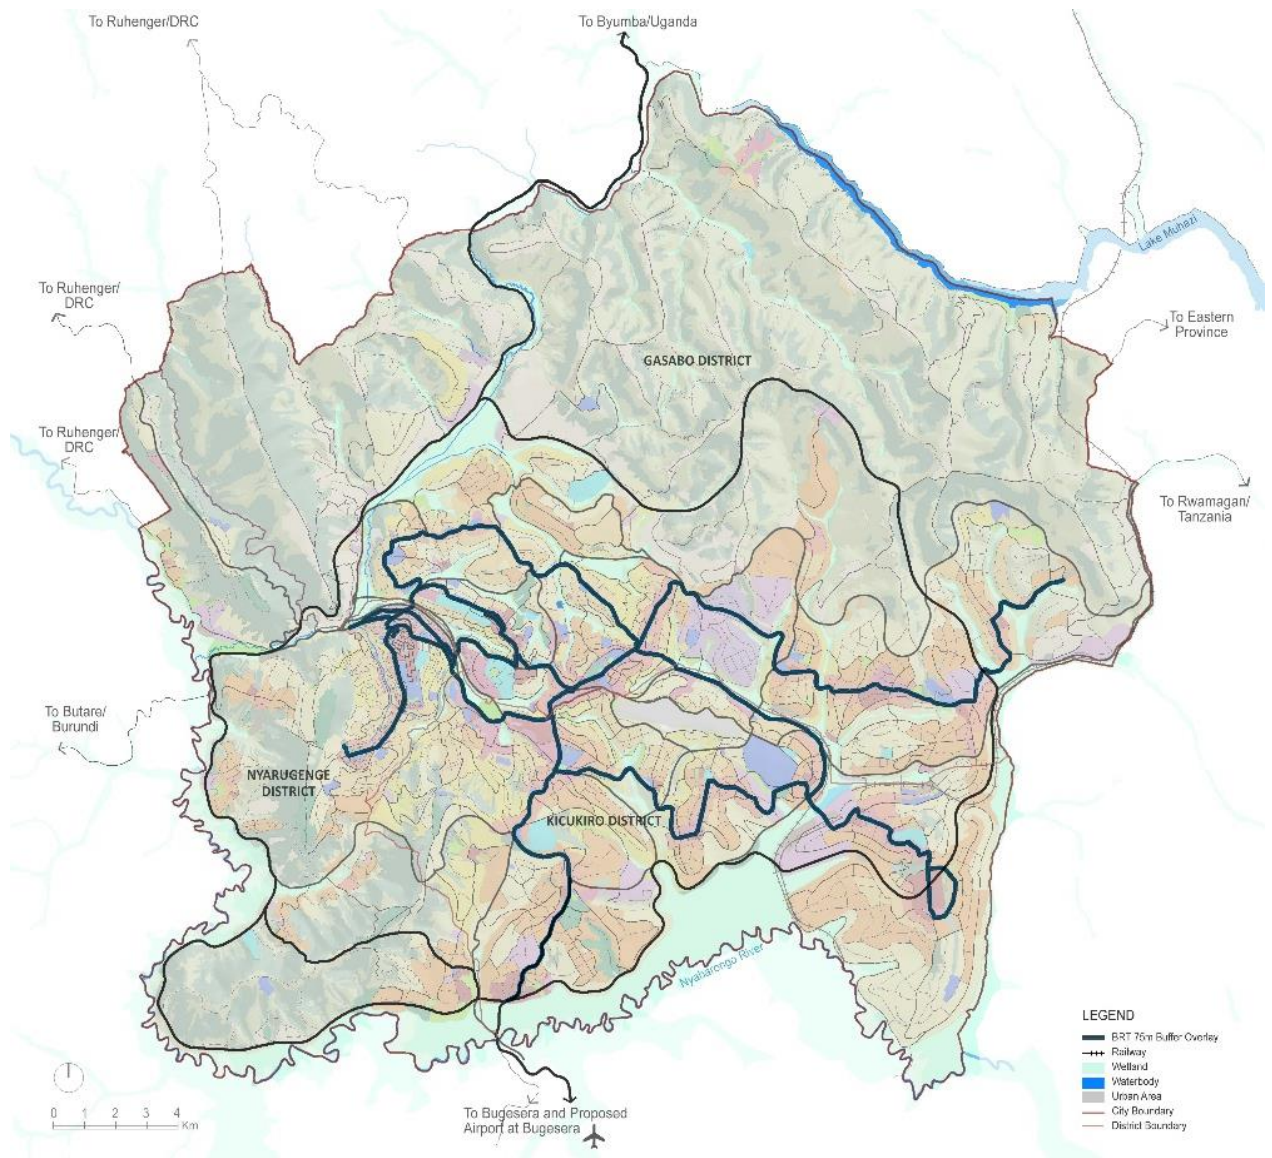 To Ruhenger/DRC
To Byumba/Uganda
Lake Muhazi
To Ruhenger/
DRC
To Eastern
Province
GASABO DISTRICT
To Ruhenger/
DRC
To Rwamagan/
Tanzania
To Butare/
Burundi
NYARUGENGE
DISTRICT
KICUKIRO DISTRICT
Nyabarongo River
LEGEND
BRT 75m Buffer Overlay
Railway
Wetland
Waterbody
Urban Area
City Boundary
District Boundary
0 1 2 3 4
Km
To Bugesera and Proposed
Airport at Bugesera